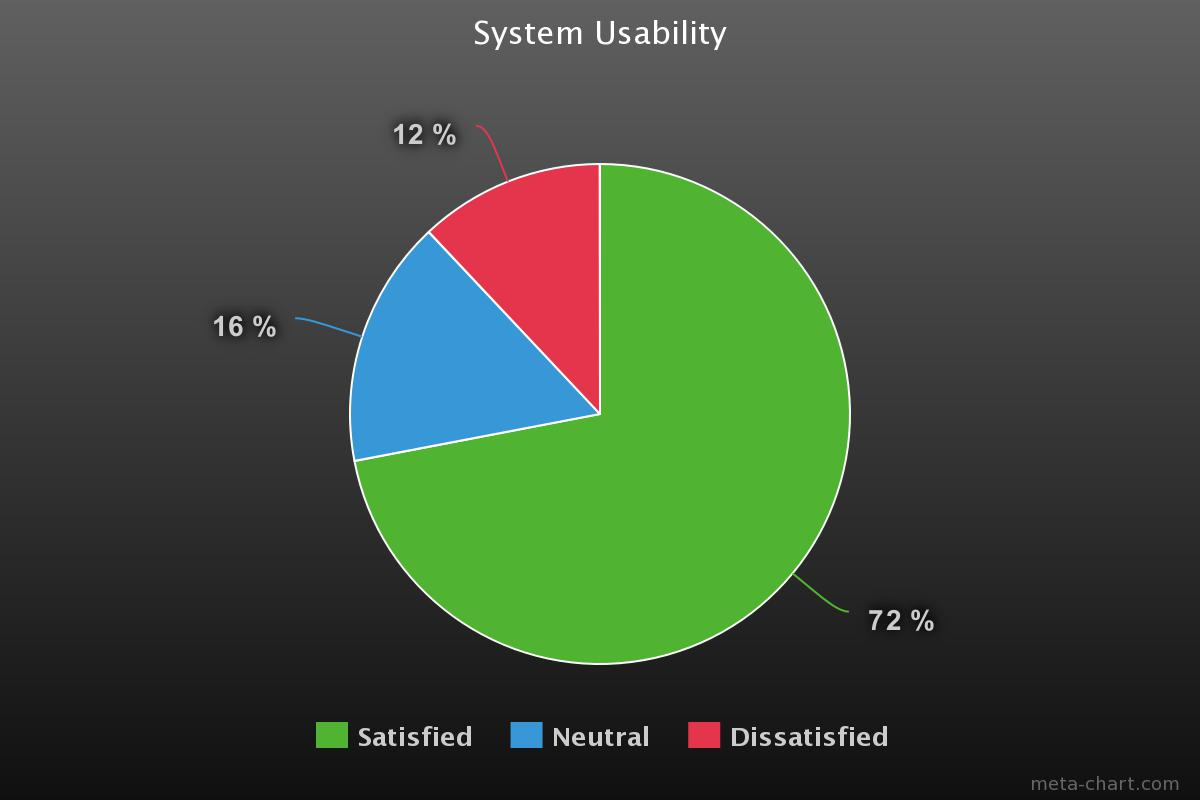 System Usability
12 %
16 %
72 %
Satisfied Neutral Dissatisfied
meta-chart.com